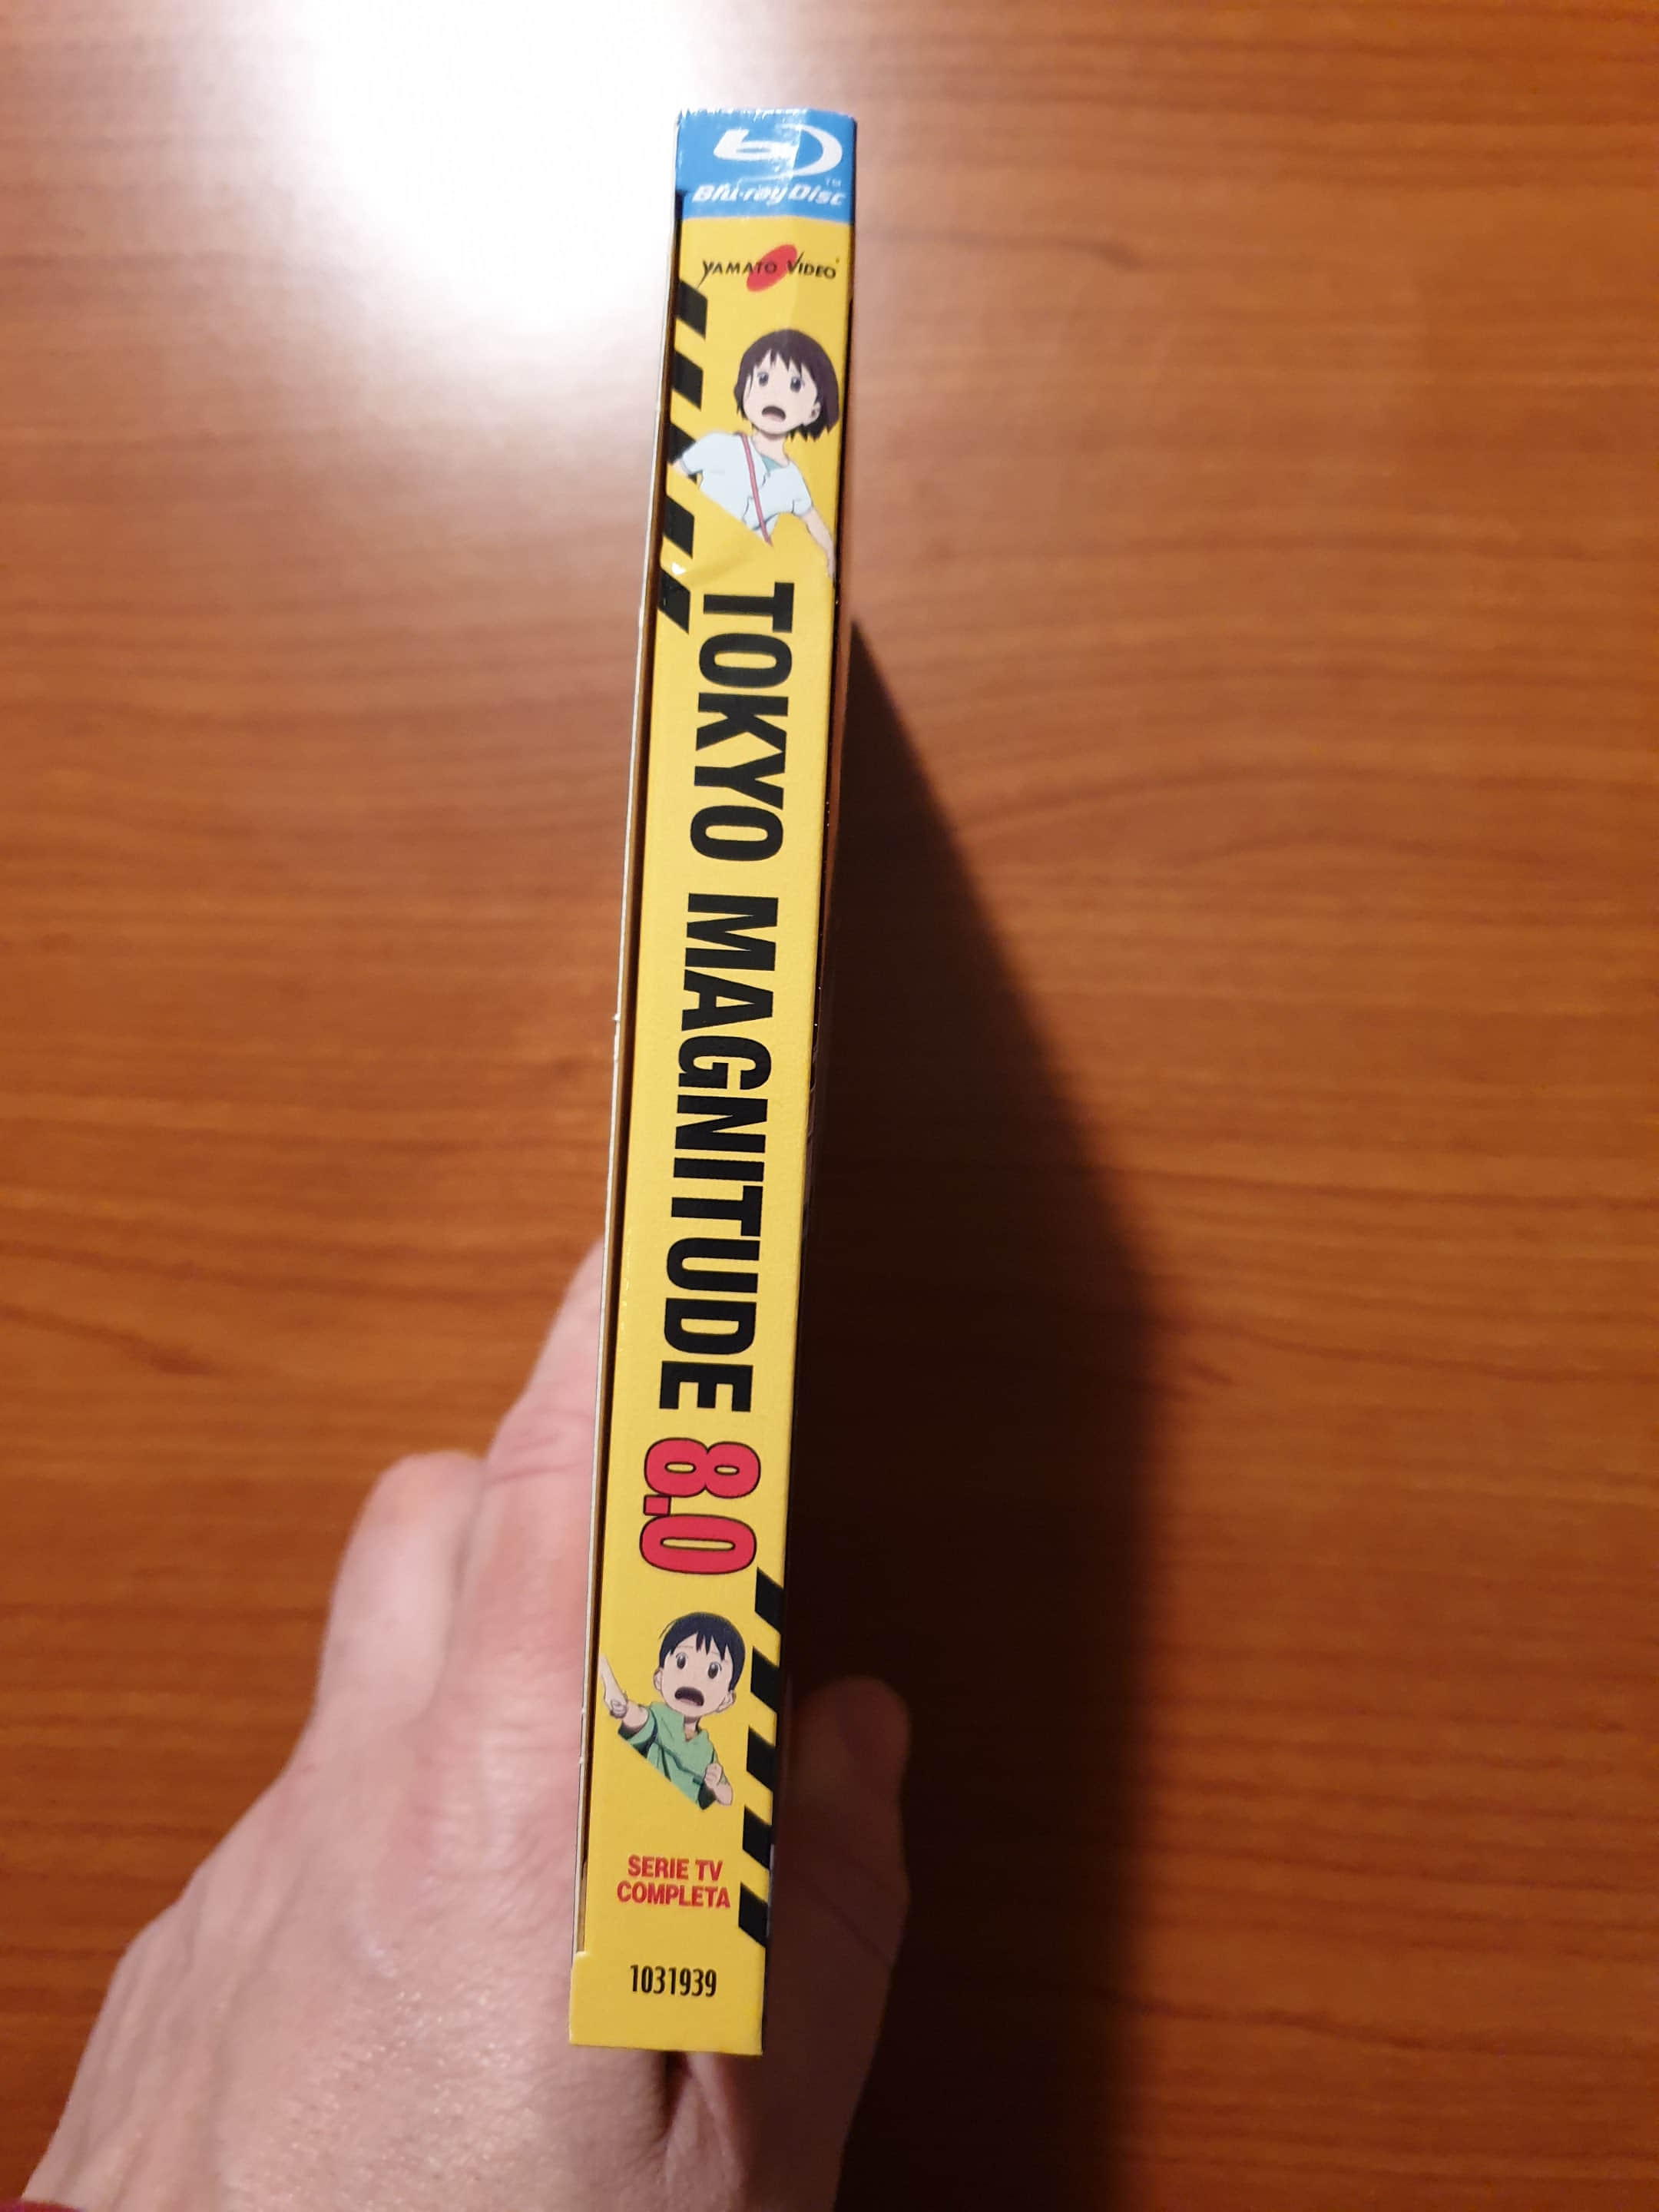 Blu-ray Disc
YAMATO VIDEO
TOKYO MAGNITUDE 8.0
SERIE TV
COMPLETA
1031939